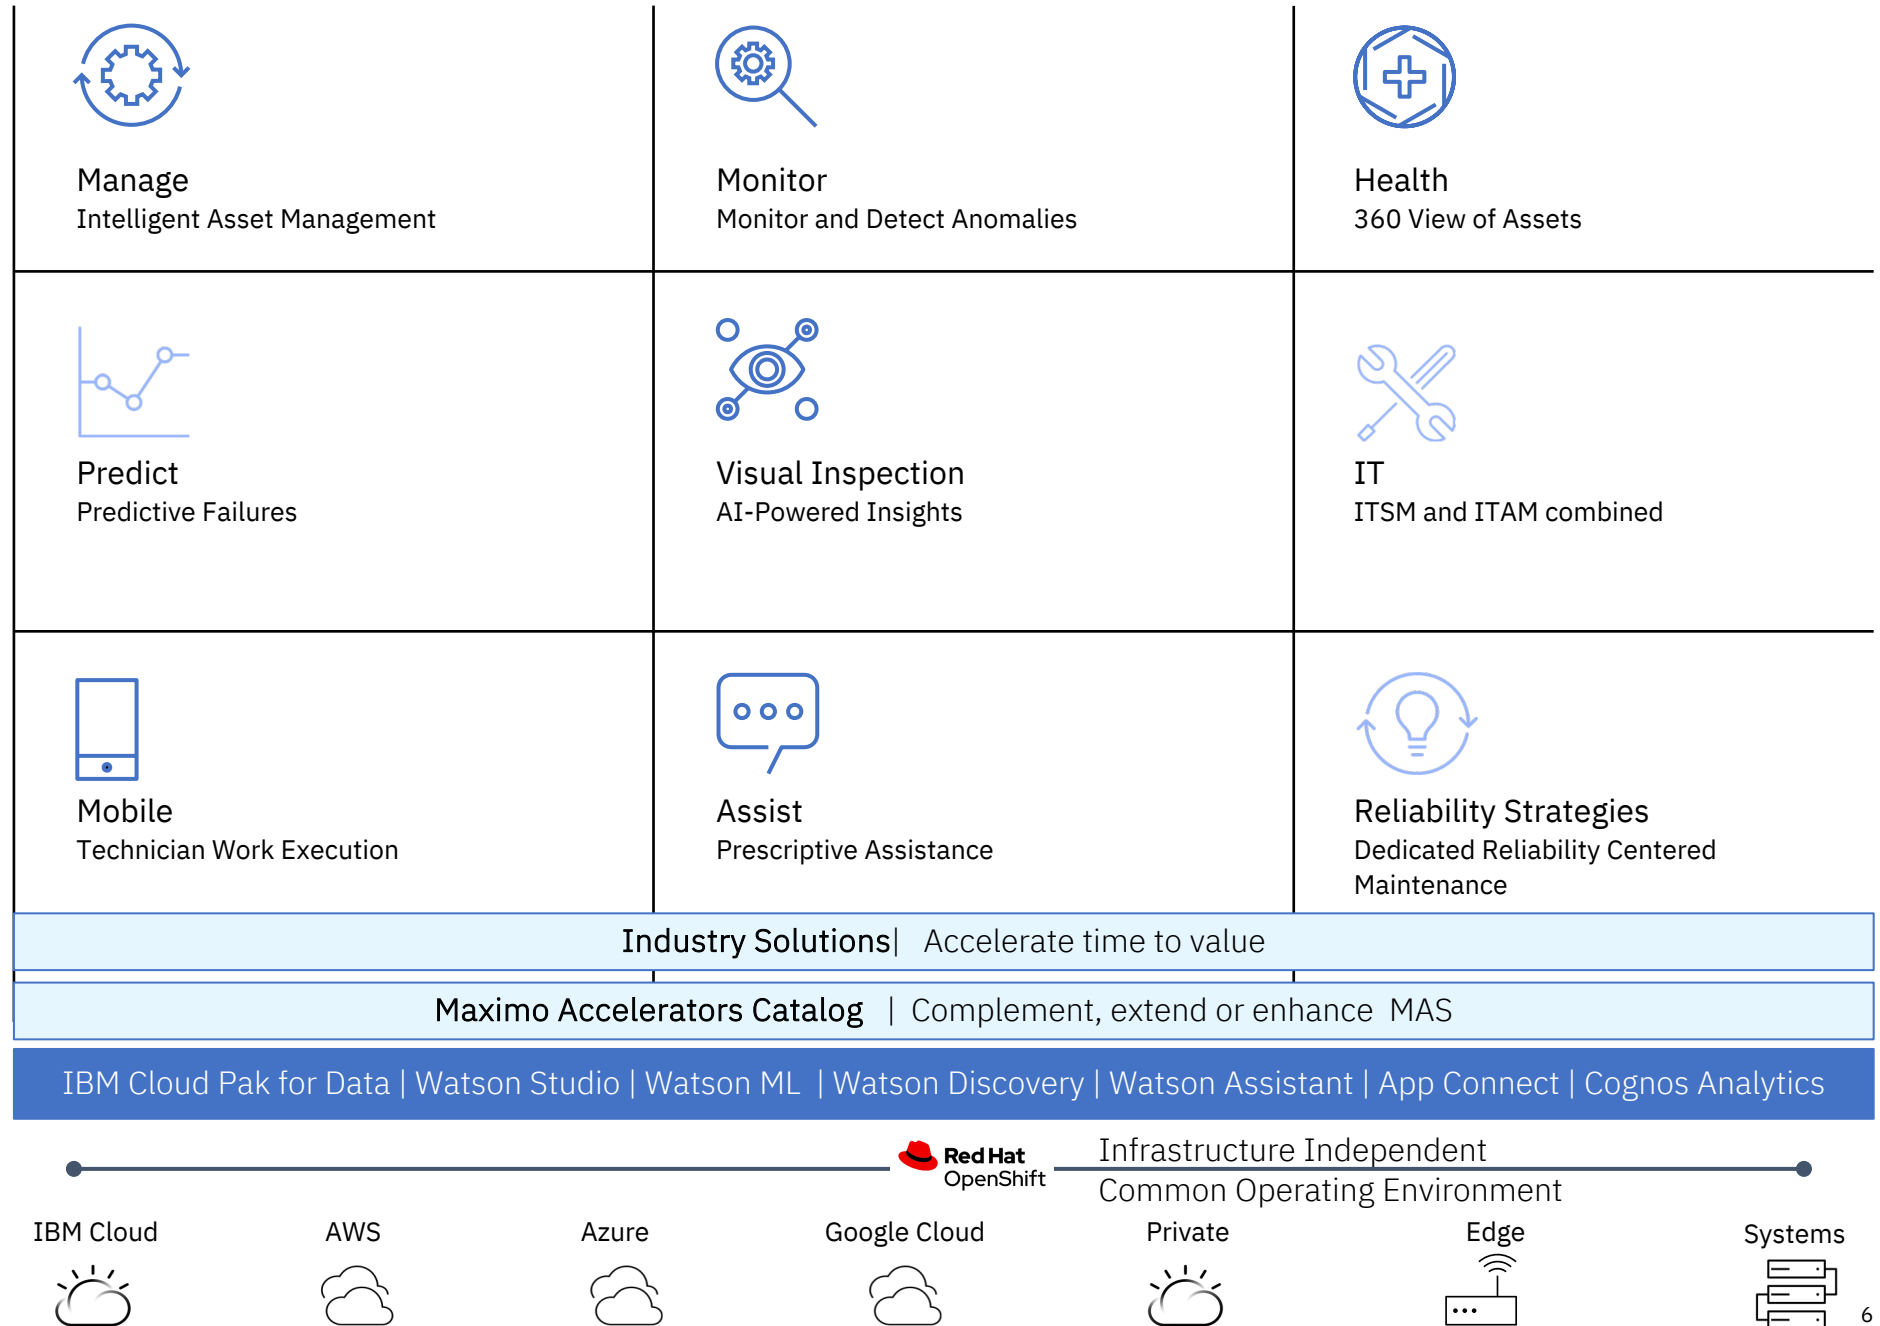 Manage
Intelligent Asset Management
Monitor
Monitor and Detect Anomalies
Health
360 View of Assets
Predict
Predictive Failures
Visual Inspection
AI-Powered Insights
IT
ITSM and ITAM combined
Mobile
Technician Work Execution
Assist
Prescriptive Assistance
Reliability Strategies
Dedicated Reliability Centered
Maintenance
Industry Solutions| Accelerate time to value
Maximo Accelerators Catalog | Complement, extend or enhance MAS
IBM Cloud Pak for Data | Watson Studio | Watson ML | Watson Discovery | Watson Assistant | App Connect | Cognos Analytics
Red Hat
OpenShift
Infrastructure Independent
Common Operating Environment
IBM Cloud
AWS
Azure
Google Cloud
Private
Edge
Systems
6